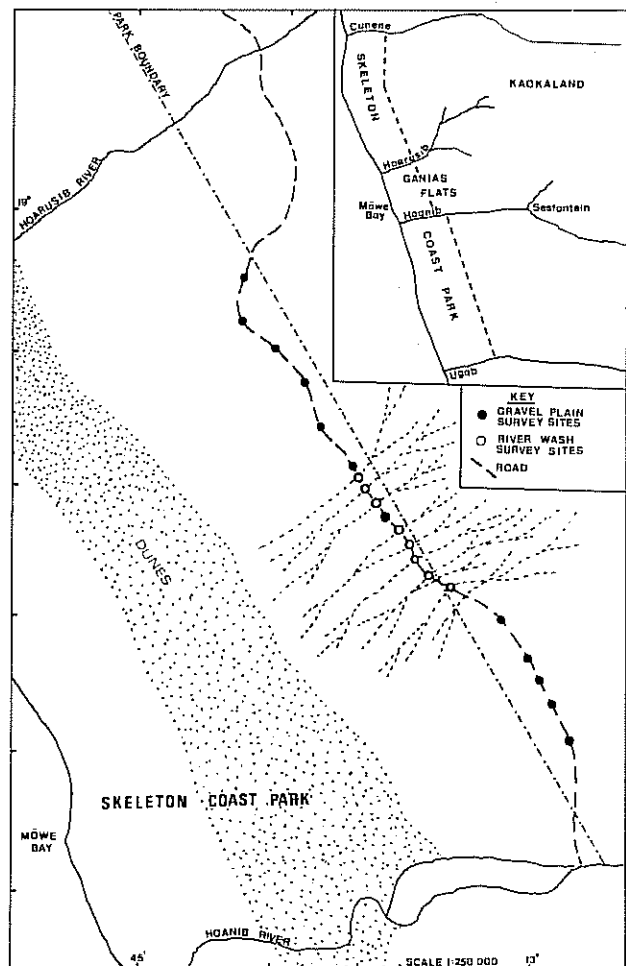 PARK BOUNDARY
HOARUSIB RIVER
19°
DUNES
SKELETON COAST PARK
MÖWE
BAY
HOANIB RIVER
45'
SCALE 1:250 000
13°
Cunene
SKELETON
KAOKALAND
Hoarusib
GANIAS
FLATS
Möwe
Bay
Hoanib
Sesfontein
COAST PARK
Ugab
KEY
GRAVEL PLAIN
SURVEY SITES
RIVER WASH
SURVEY SITES
ROAD